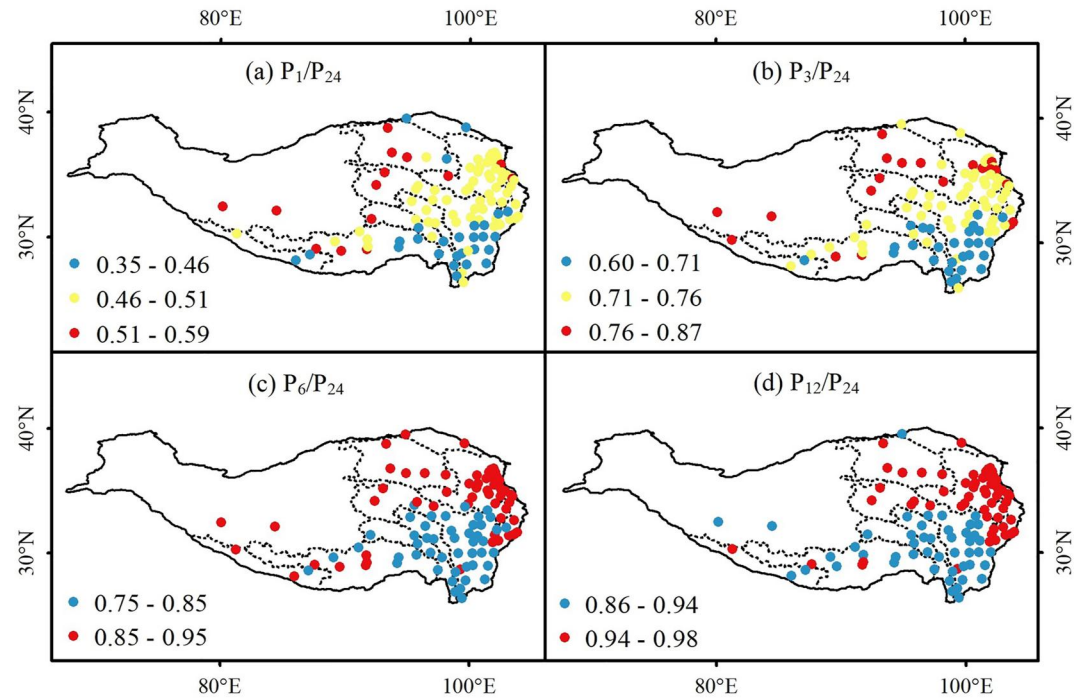 80°E 100°E 80°E 100°E
(a) P₁/P₂₄
(b) P₃/P₂₄
40°N
40°N
30°N
30°N
0.35 - 0.46
0.46 - 0.51
0.51 - 0.59
0.60 - 0.71
0.71 - 0.76
0.76 - 0.87
(c) P₆/P₂₄
(d) P₁₂/P₂₄
40°N
40°N
30°N
30°N
0.75 - 0.85
0.85 - 0.95
0.86 - 0.94
0.94 - 0.98
80°E 100°E 80°E 100°E